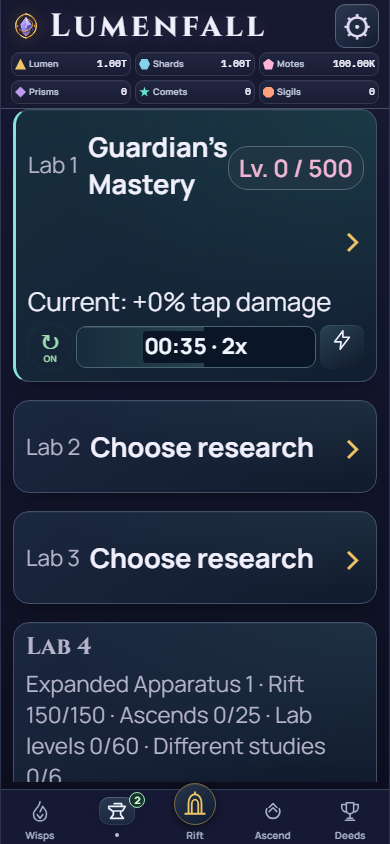 LUMENFALL
Lumen 1.00T Shards 1.00T Motes 100.00K
Prisms 0 Comets 0 Sigils 0
Lab 1 Guardian's Mastery Lv. 0 / 500
Current: +0% tap damage
ON 00:35 · 2x
Lab 2 Choose research
Lab 3 Choose research
LAB 4
Expanded Apparatus 1 · Rift
150/150 · Ascends 0/25 · Lab
levels 0/60 · Different studies
0/6
2
Wisps Rift Ascend Deeds